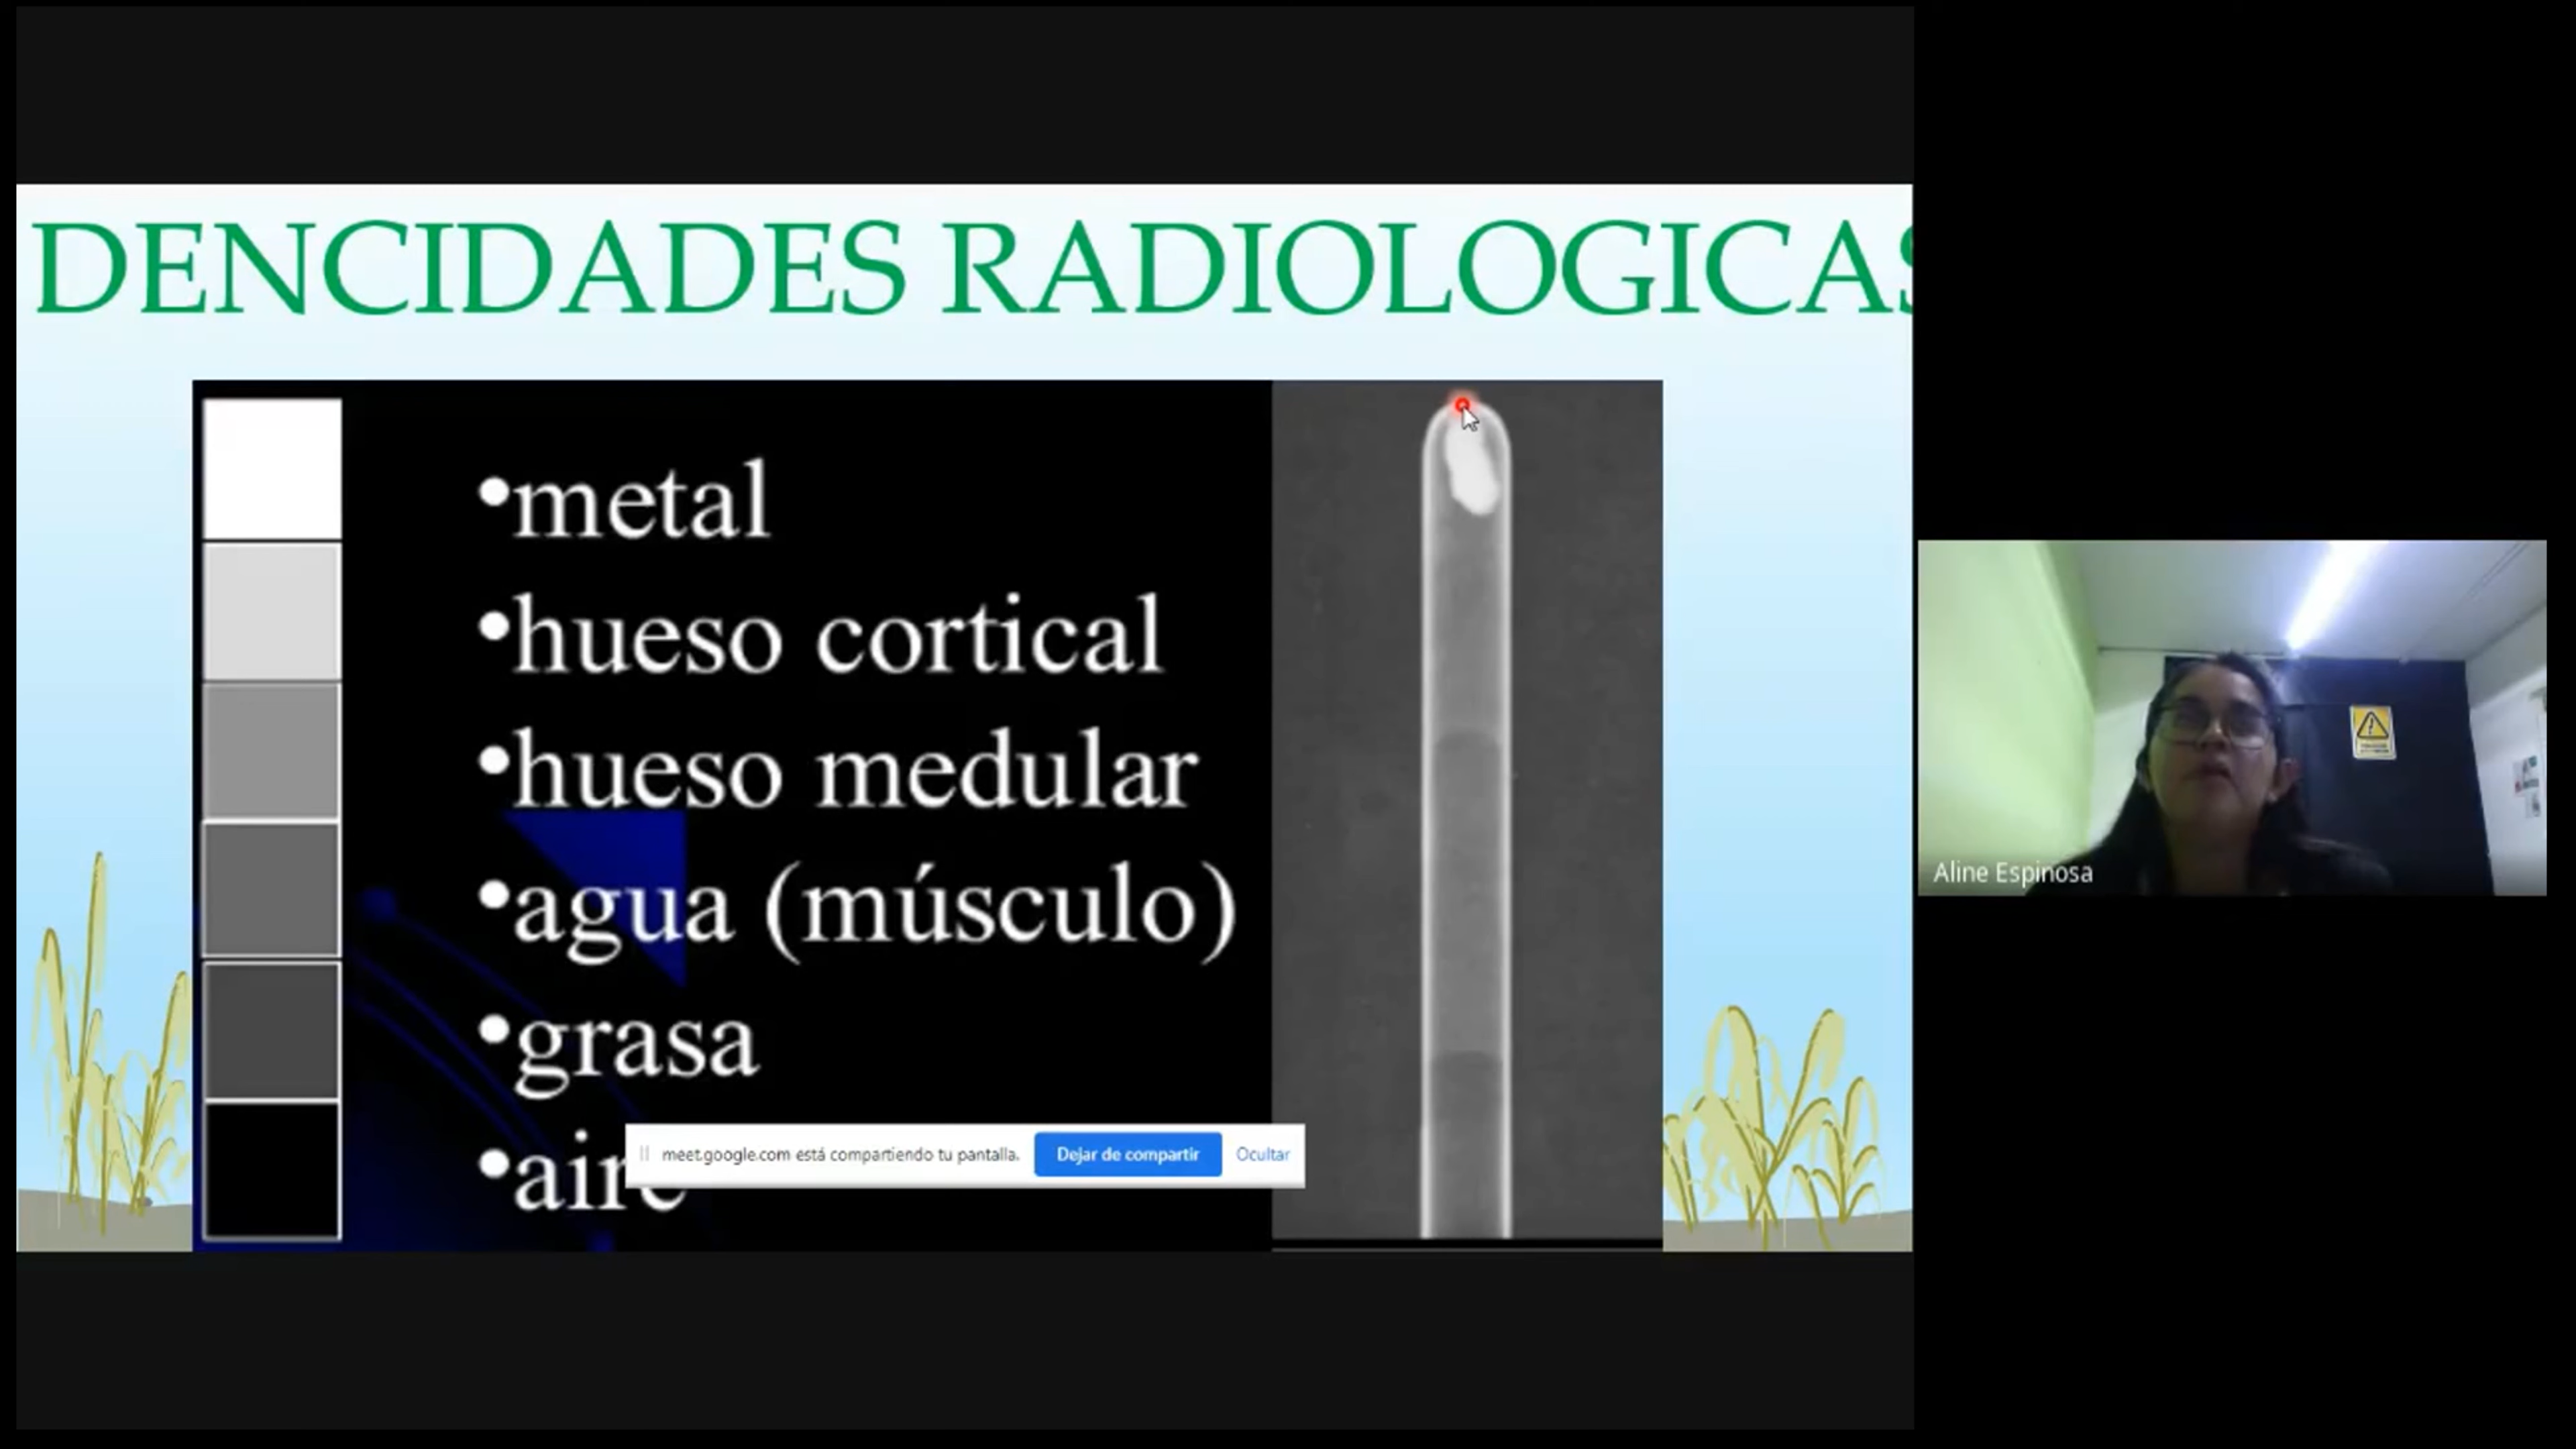 DENCIDADES RADIOLOGICAS
•metal
•hueso cortical
•hueso medular
•agua (músculo)
•grasa
•aire
meet.google.com está compartiendo tu pantalla.
Dejar de compartir
Ocultar
Aline Espinosa